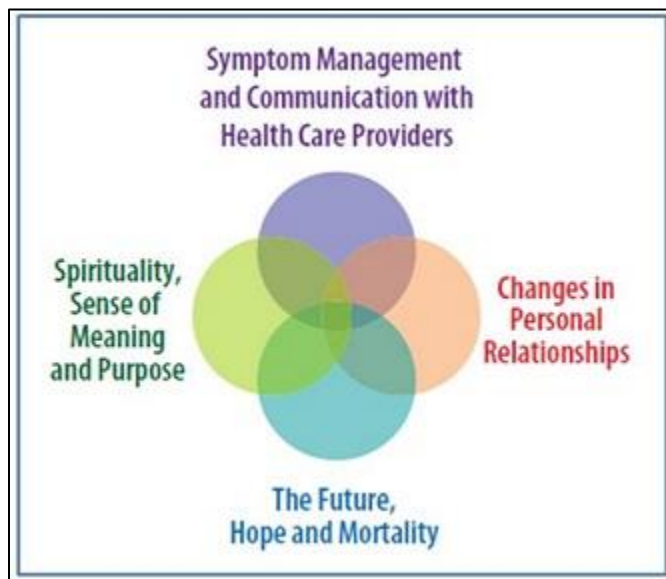 Symptom Management
and Communication with
Health Care Providers
Spirituality,
Sense of
Meaning
and Purpose
Changes in
Personal
Relationships
The Future,
Hope and Mortality